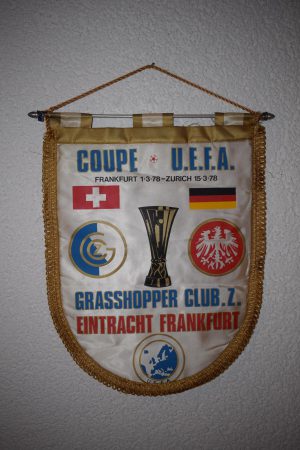 COUPE U.E.F.A.
FRANKFURT 1·3·78–ZURICH 15·3·78
GRASSHOPPER CLUB.Z.
EINTRACHT FRANKFURT